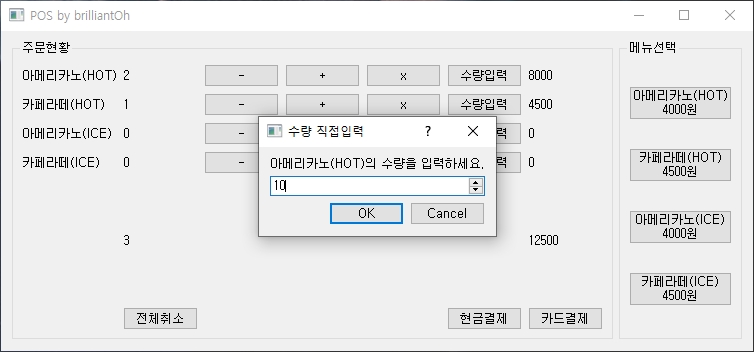 POS by brilliantOh
주문현황
아메리카노(HOT) 2 - + x 수량입력 8000
카페라떼(HOT) 1 - + x 수량입력 4500
아메리카노(ICE) 0 - 력 0
카페라떼(ICE) 0 - 력 0
3 12500
전체취소 현금결제 카드결제
수량 직접입력 ?
아메리카노(HOT)의 수량을 입력하세요.
10
OK Cancel
메뉴선택
아메리카노(HOT)
4000원
카페라떼(HOT)
4500원
아메리카노(ICE)
4000원
카페라떼(ICE)
4500원